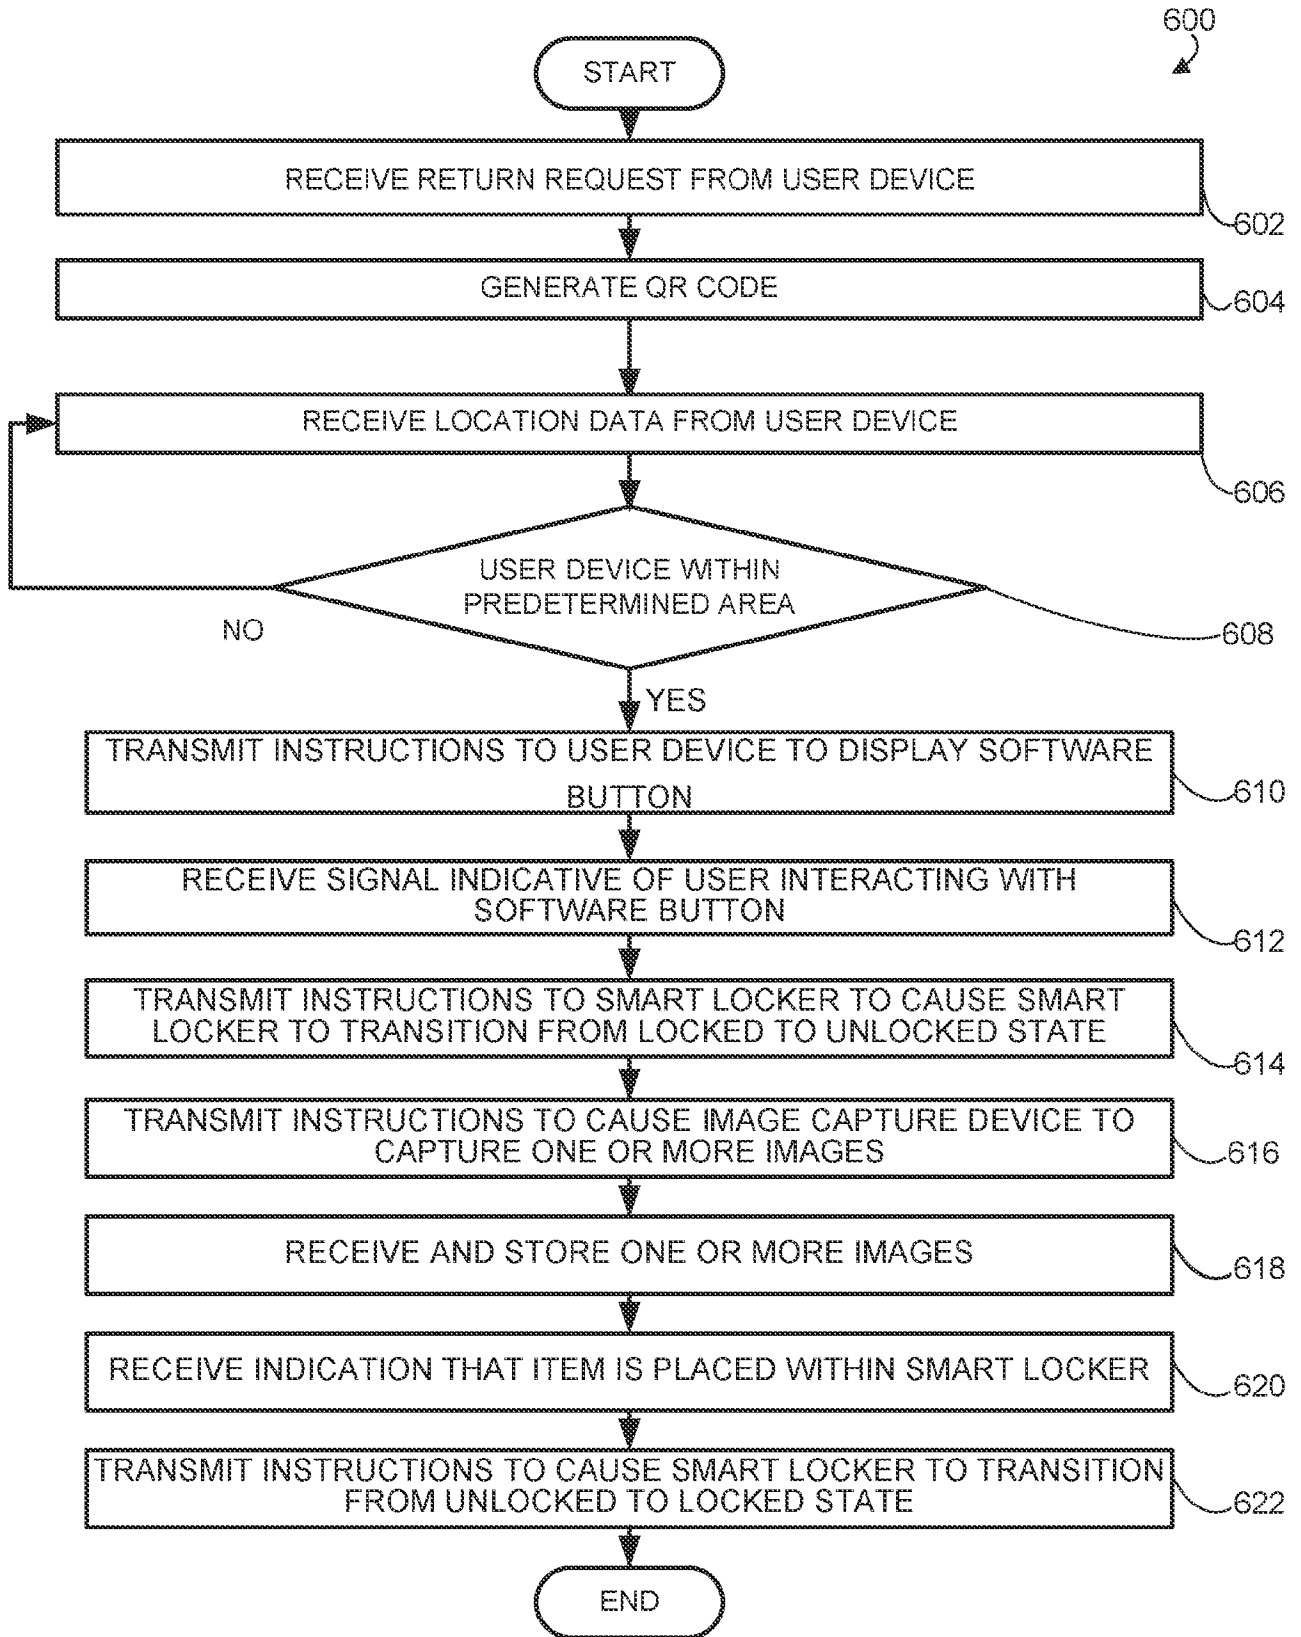 600
START
RECEIVE RETURN REQUEST FROM USER DEVICE
602
GENERATE QR CODE
604
RECEIVE LOCATION DATA FROM USER DEVICE
606
USER DEVICE WITHIN
PREDETERMINED AREA
608
NO
YES
TRANSMIT INSTRUCTIONS TO USER DEVICE TO DISPLAY SOFTWARE
BUTTON
610
RECEIVE SIGNAL INDICATIVE OF USER INTERACTING WITH
SOFTWARE BUTTON
612
TRANSMIT INSTRUCTIONS TO SMART LOCKER TO CAUSE SMART
LOCKER TO TRANSITION FROM LOCKED TO UNLOCKED STATE
614
TRANSMIT INSTRUCTIONS TO CAUSE IMAGE CAPTURE DEVICE TO
CAPTURE ONE OR MORE IMAGES
616
RECEIVE AND STORE ONE OR MORE IMAGES
618
RECEIVE INDICATION THAT ITEM IS PLACED WITHIN SMART LOCKER
620
TRANSMIT INSTRUCTIONS TO CAUSE SMART LOCKER TO TRANSITION
FROM UNLOCKED TO LOCKED STATE
622
END